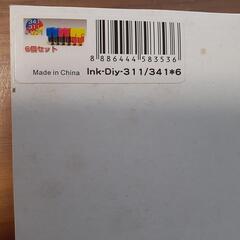 341
311
6個セット
8 886444 583536
Made in China
Ink-Diy-311/341*6